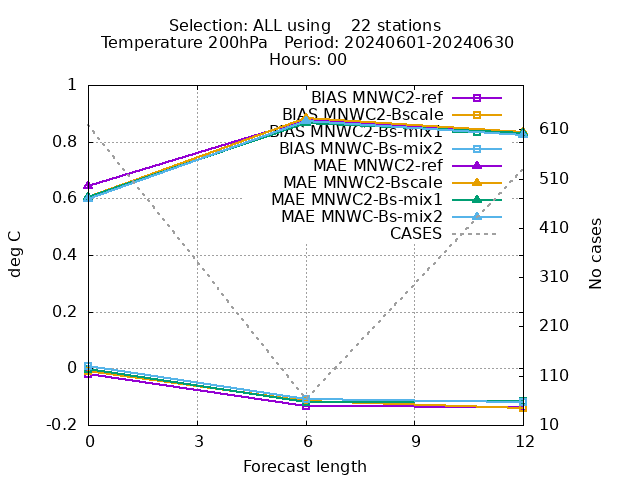 Selection: ALL using    22 stations
Temperature 200hPa   Period: 20240601-20240630
Hours: 00
BIAS MNWC2-ref
BIAS MNWC2-Bscale
BIAS MNWC2-Bs-mix1
BIAS MNWC-Bs-mix2
MAE MNWC2-ref
MAE MNWC2-Bscale
MAE MNWC2-Bs-mix1
MAE MNWC-Bs-mix2
CASES
1
0.8
0.6
0.4
0.2
0
-0.2
deg C
610
510
410
310
210
110
10
No cases
0 3 6 9 12
Forecast length